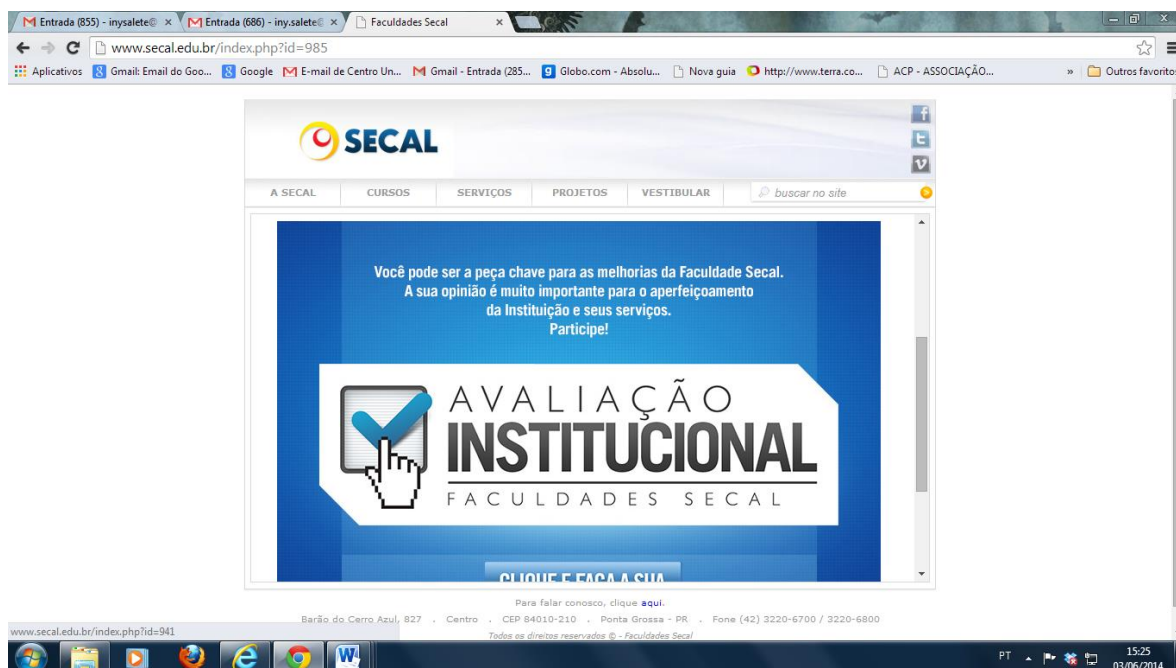 Entrada (855) - inysalete@
Entrada (686) - iny.salete@
Faculdades Secal
www.secal.edu.br/index.php?id=985
Aplicativos
Gmail: Email do Goo...
Google
E-mail de Centro Un...
Gmail - Entrada (285...
Globo.com - Absolu...
Nova guia
http://www.terra.co...
ACP - ASSOCIAÇÃO...
»
Outros favoritos
SECAL
A SECAL
CURSOS
SERVIÇOS
PROJETOS
VESTIBULAR
buscar no site
Você pode ser a peça chave para as melhorias da Faculdade Secal.
A sua opinião é muito importante para o aperfeiçoamento
da Instituição e seus serviços.
Participe!
AVALIAÇÃO
INSTITUCIONAL
FACULDADES SECAL
CLIQUE E FAÇA A SUA
Para falar conosco, clique aqui.
Barão do Cerro Azul, 827 . Centro . CEP 84010-210 . Ponta Grossa - PR . Fone (42) 3220-6700 / 3220-6800
Todos os direitos reservados © - Faculdades Secal
www.secal.edu.br/index.php?id=941
PT
15:25
03/06/2014